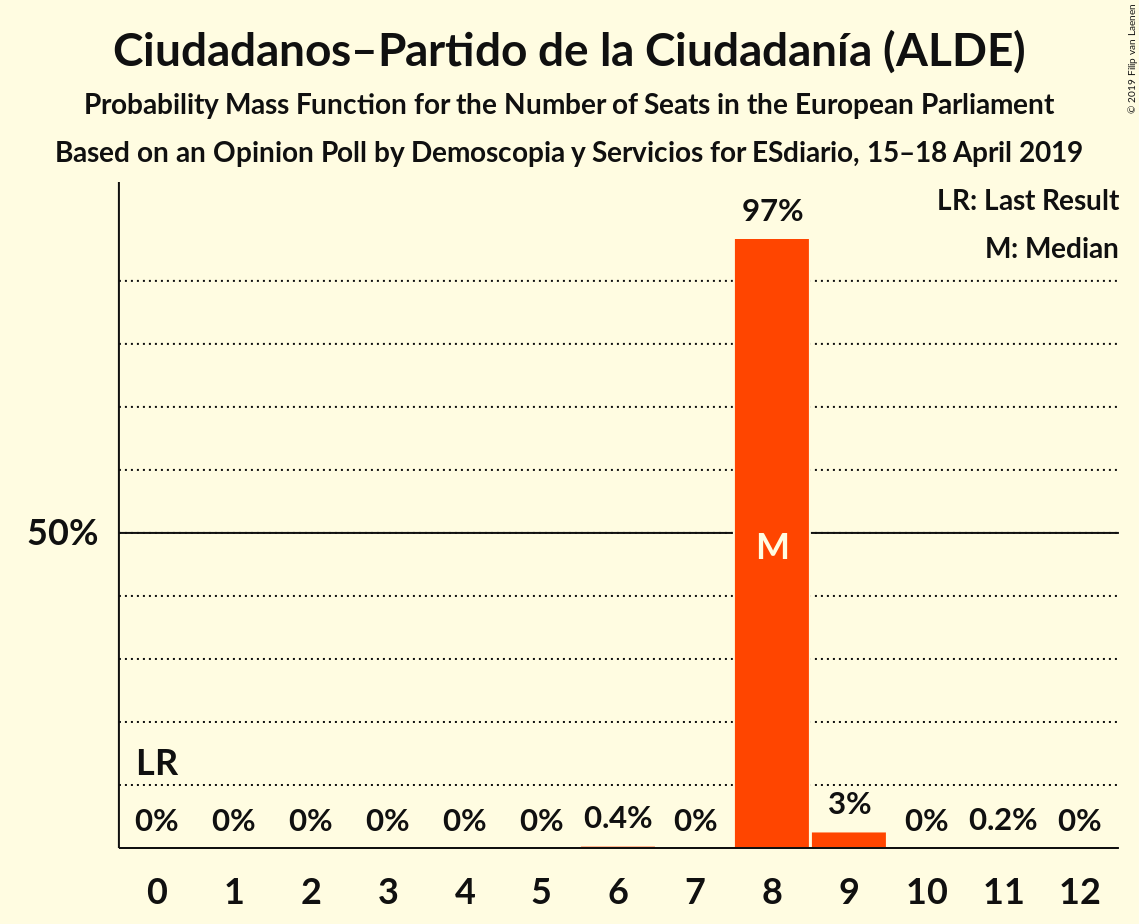 Ciudadanos–Partido de la Ciudadanía (ALDE)
Probability Mass Function for the Number of Seats in the European Parliament
Based on an Opinion Poll by Demoscopia y Servicios for ESdiario, 15–18 April 2019
© 2019 Filip van Laenen
LR: Last Result
M: Median
97%
50%
M
LR
0% 0% 0% 0% 0% 0% 0.4% 0% 3% 0% 0.2% 0%
0 1 2 3 4 5 6 7 8 9 10 11 12